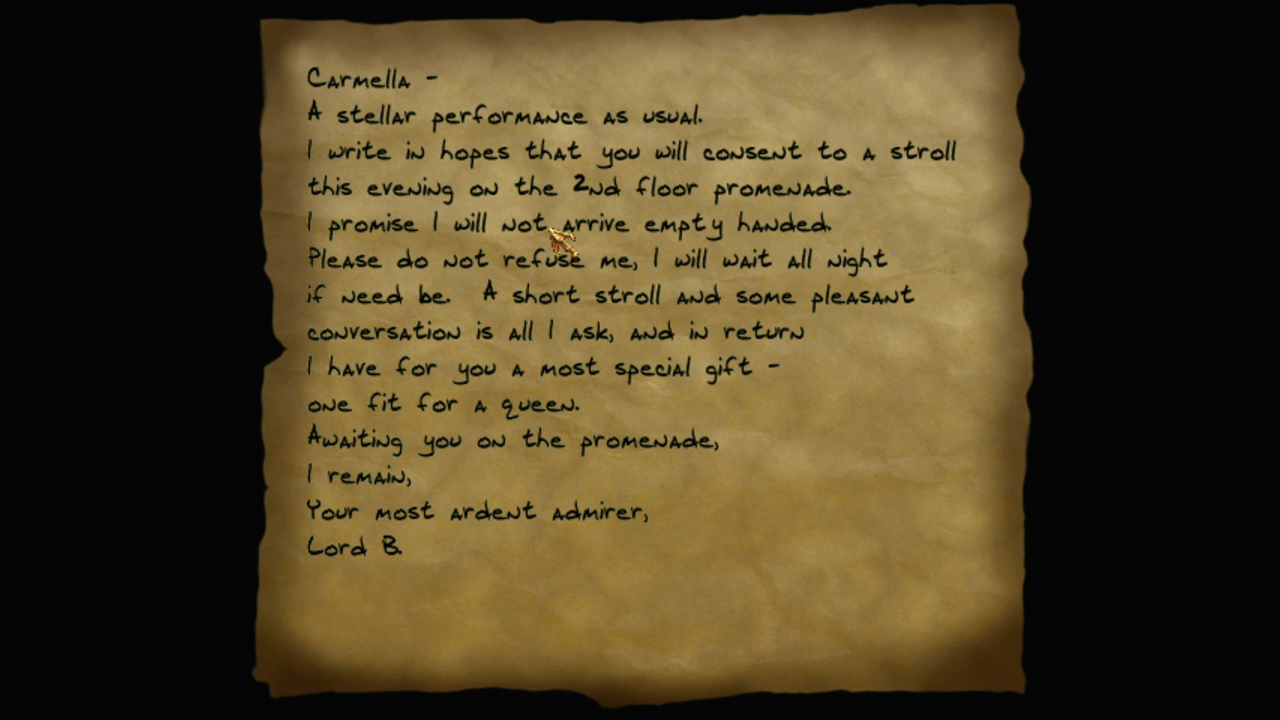 Carmella -
A stellar performance as usual.
I write in hopes that you will consent to a stroll
this evening on the 2nd floor promenade.
I promise I will not arrive empty handed.
Please do not refuse me, I will wait all night
if need be.  A short stroll and some pleasant
conversation is all I ask, and in return
I have for you a most special gift -
one fit for a queen.
Awaiting you on the promenade,
I remain,
Your most ardent admirer,
Lord B.